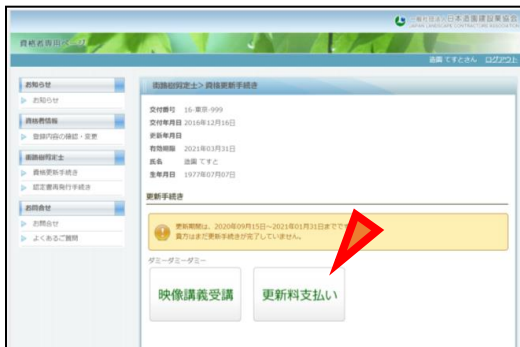 一般社団法人日本造園建設業協会
JAPAN LANDSCAPE CONTRACTORS ASSOCIATION
資格者専用ページ
造園 てすとさん ログアウト
お知らせ
お知らせ
資格者情報
登録内容の確認・変更
街路樹剪定士
資格更新手続き
認定書再発行手続き
お問合せ
お問合せ
よくあるご質問
街路樹剪定士>資格更新手続き
交付番号 16-東京-999
交付年月日 2016年12月16日
更新年月日
有効期限 2021年03月31日
氏名 造園 てすと
生年月日 1977年07月07日
更新手続き
更新期間は、2020年09月15日~2021年01月31日までです
貴方はまだ更新手続きが完了していません。
ダミーダミーダミー
映像講義受講
更新料支払い